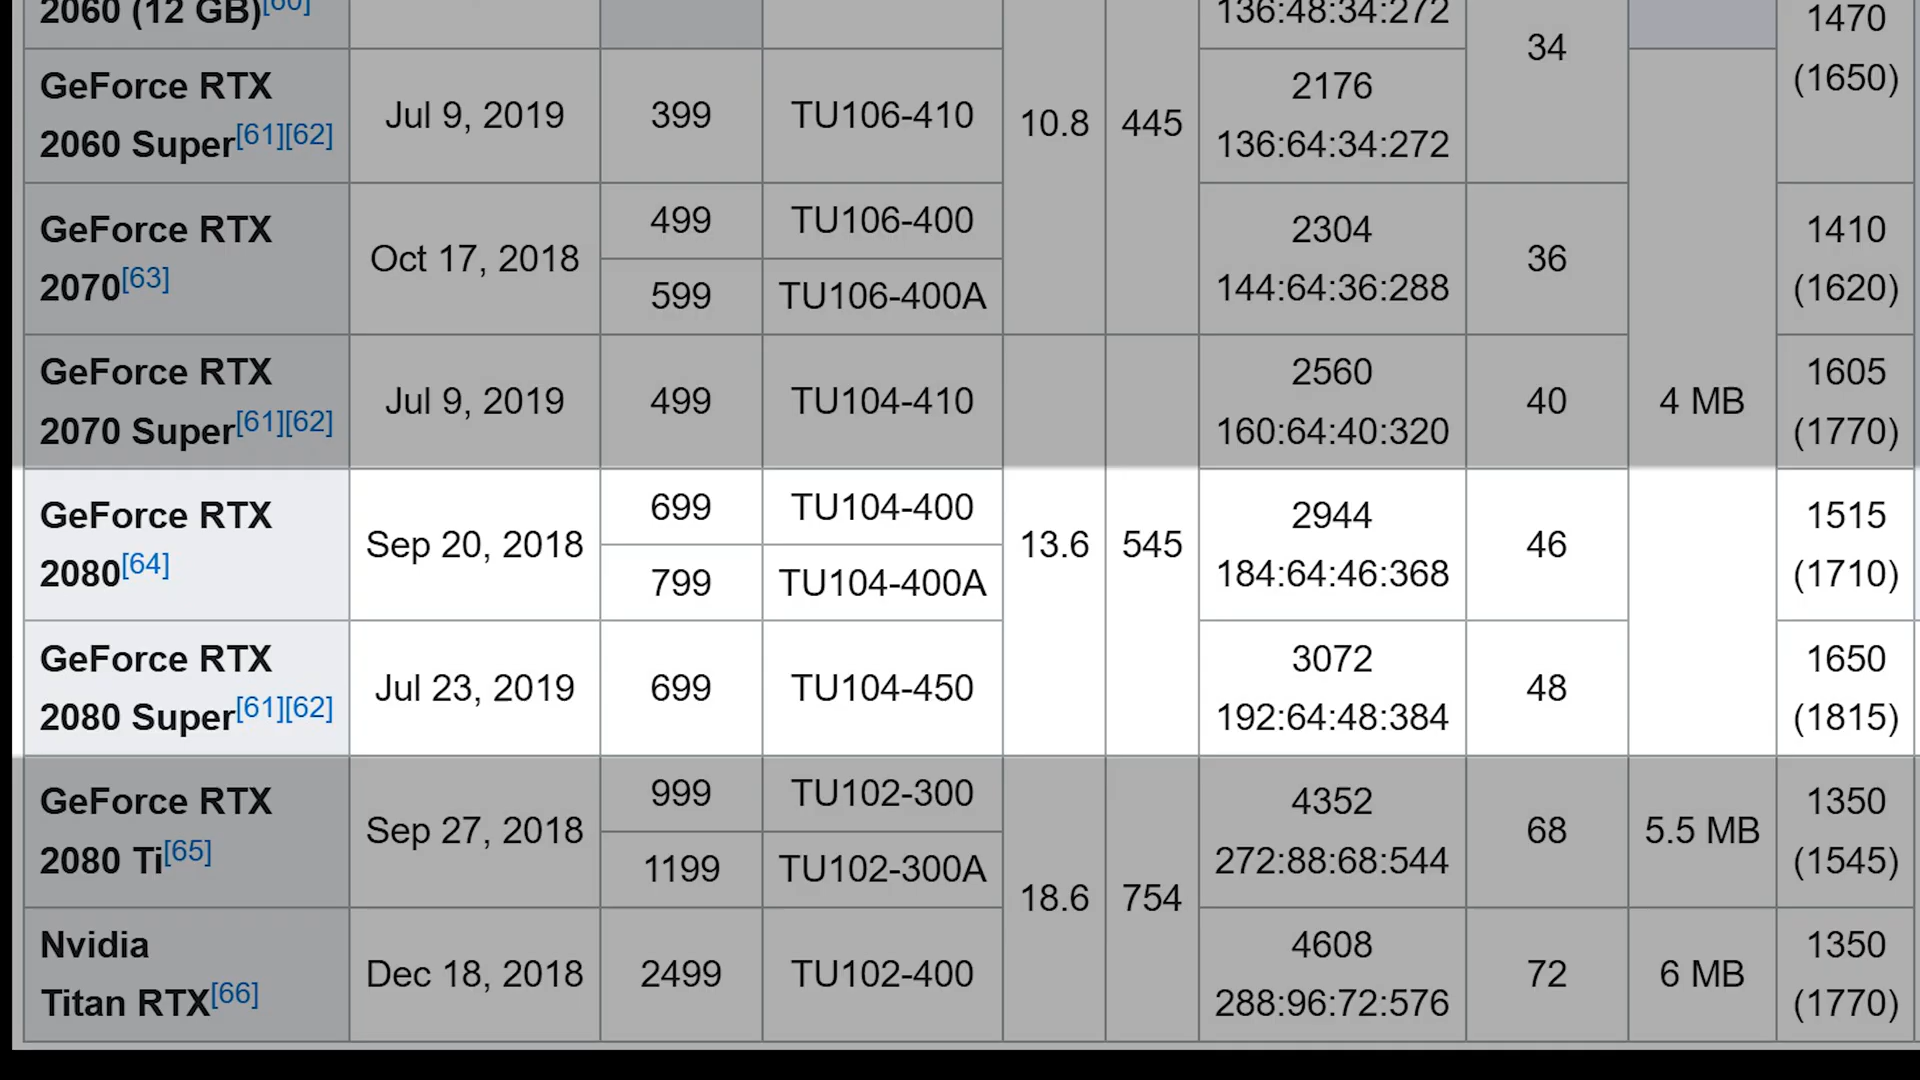 2060 (12 GB)[60]
136:48:34:272
34
1470
(1650)
GeForce RTX
2060 Super[61][62]
Jul 9, 2019
399
TU106-410
10.8
445
2176
136:64:34:272
GeForce RTX
2070[63]
Oct 17, 2018
499
TU106-400
599
TU106-400A
2304
144:64:36:288
36
1410
(1620)
GeForce RTX
2070 Super[61][62]
Jul 9, 2019
499
TU104-410
2560
160:64:40:320
40
4 MB
1605
(1770)
GeForce RTX
2080[64]
Sep 20, 2018
699
TU104-400
799
TU104-400A
13.6
545
2944
184:64:46:368
46
1515
(1710)
GeForce RTX
2080 Super[61][62]
Jul 23, 2019
699
TU104-450
3072
192:64:48:384
48
1650
(1815)
GeForce RTX
2080 Ti[65]
Sep 27, 2018
999
TU102-300
1199
TU102-300A
18.6
754
4352
272:88:68:544
68
5.5 MB
1350
(1545)
Nvidia
Titan RTX[66]
Dec 18, 2018
2499
TU102-400
4608
288:96:72:576
72
6 MB
1350
(1770)